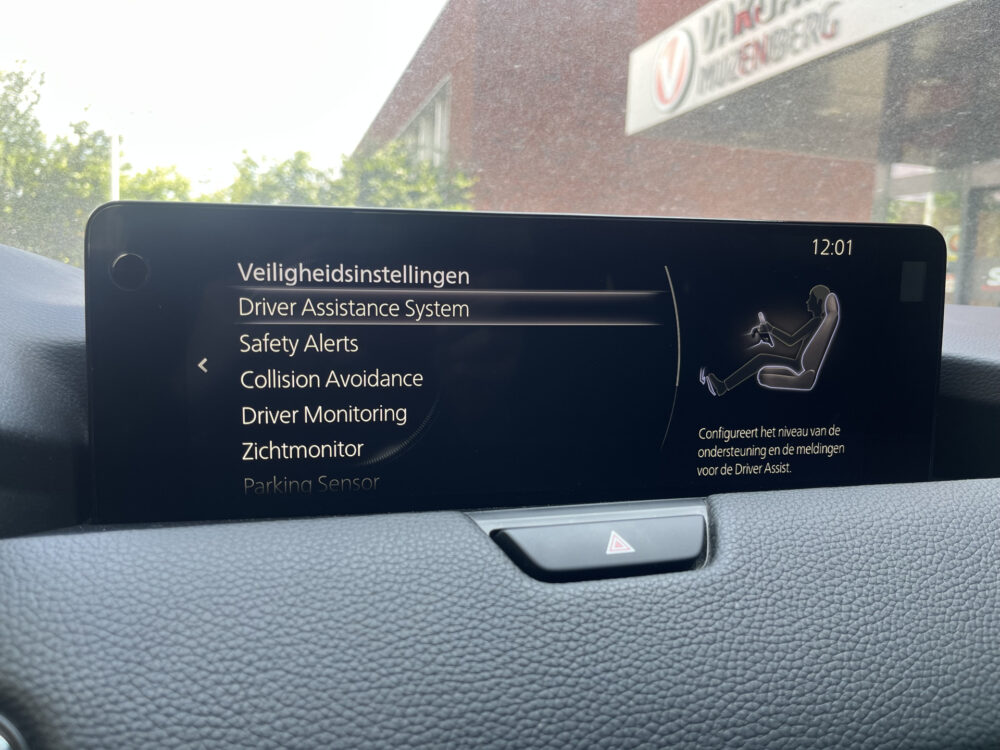 MUZENBERG
12:01
Veiligheidsinstellingen
Driver Assistance System
Safety Alerts
Collision Avoidance
Driver Monitoring
Zichtmonitor
Parking Sensor
Configureert het niveau van de
ondersteuning en de meldingen
voor de Driver Assist.